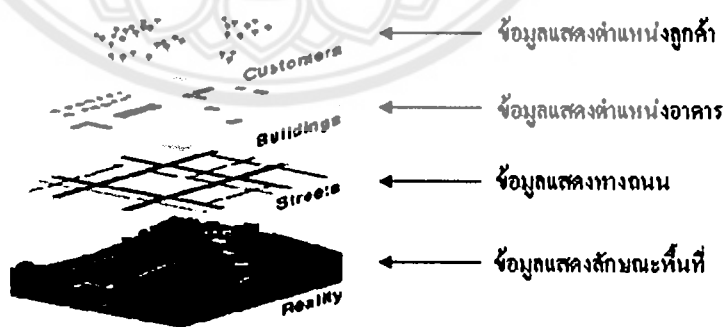 Customers
ข้อมูลแสดงตำแหน่งลูกค้า
Buildings
ข้อมูลแสดงตำแหน่งอาคาร
Streets
ข้อมูลแสดงทางถนน
Reality
ข้อมูลแสดงลักษณะพื้นที่